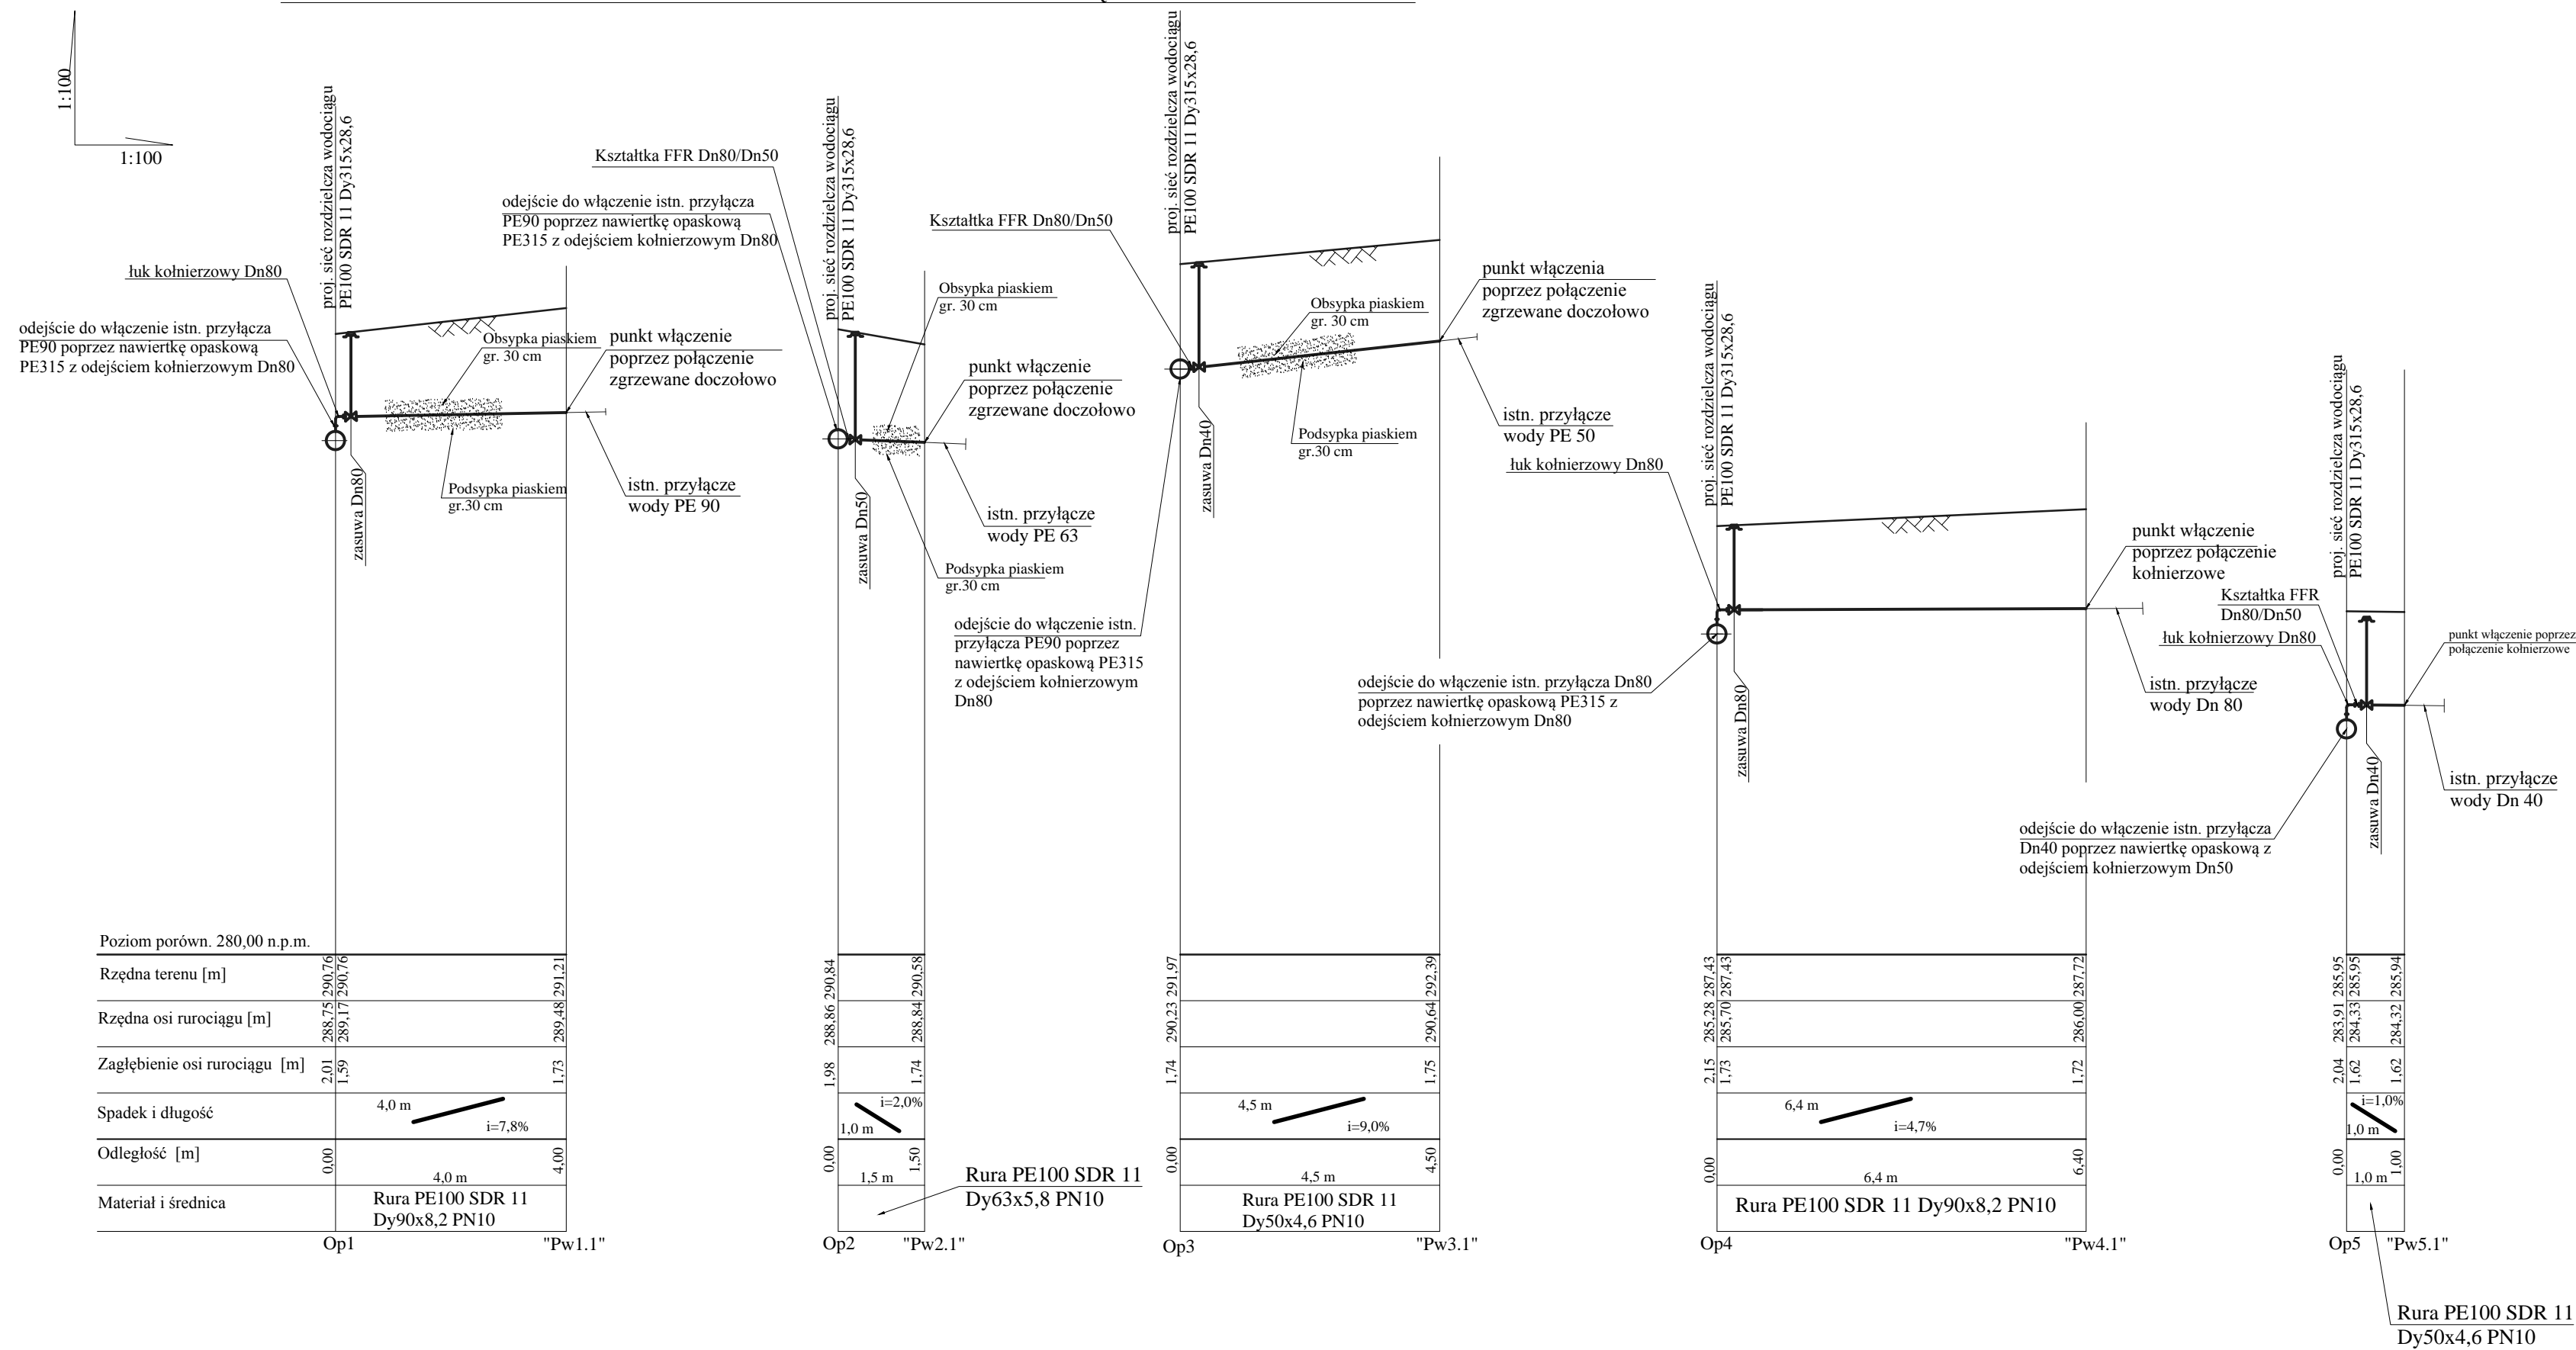 1:100
1:100
proj. sieć rozdzielcza wodociągu
PE100 SDR 11 Dy315x28,6
łuk kołnierzowy Dn80
odejście do włączenie istn. przyłącza
PE90 poprzez nawiertkę opaskową
PE315 z odejściem kołnierzowym Dn80
Obsypka piaskiem
gr. 30 cm
punkt włączenie
poprzez połączenie
zgrzewane doczołowo
zasuwa Dn80
Podsypka piaskiem
gr.30 cm
istn. przyłącze
wody PE 90
Kształtka FFR Dn80/Dn50
odejście do włączenie istn. przyłącza
PE90 poprzez nawiertkę opaskową
PE315 z odejściem kołnierzowym Dn80
proj. sieć rozdzielcza wodociągu
PE100 SDR 11 Dy315x28,6
Obsypka piaskiem
gr. 30 cm
punkt włączenie
poprzez połączenie
zgrzewane doczołowo
zasuwa Dn50
istn. przyłącze
wody PE 63
Podsypka piaskiem
gr.30 cm
proj. sieć rozdzielcza wodociągu
PE100 SDR 11 Dy315x28,6
Kształtka FFR Dn80/Dn50
Obsypka piaskiem
gr. 30 cm
punkt włączenia
poprzez połączenie
zgrzewane doczołowo
zasuwa Dn40
Podsypka piaskiem
gr.30 cm
istn. przyłącze
wody PE 50
odejście do włączenie istn.
przyłącza PE90 poprzez
nawiertkę opaskową PE315
z odejściem kołnierzowym
Dn80
proj. sieć rozdzielcza wodociągu
PE100 SDR 11 Dy315x28,6
łuk kołnierzowy Dn80
odejście do włączenie istn. przyłącza Dn80
poprzez nawiertkę opaskową PE315 z
odejściem kołnierzowym Dn80
zasuwa Dn80
punkt włączenie
poprzez połączenie
kołnierzowe
istn. przyłącze
wody Dn 80
proj. sieć rozdzielcza wodociągu
PE100 SDR 11 Dy315x28,6
Kształtka FFR
Dn80/Dn50
łuk kołnierzowy Dn80
punkt włączenie poprzez
połączenie kołnierzowe
zasuwa Dn40
istn. przyłącze
wody Dn 40
odejście do włączenie istn. przyłącza
Dn40 poprzez nawiertkę opaskową z
odejściem kołnierzowym Dn50
Poziom porówn. 280,00 n.p.m.
Rzędna terenu [m]
290,76
290,76
291,21
290,84
290,58
291,97
292,39
287,43
287,43
287,72
285,95
285,95
285,94
Rzędna osi rurociągu [m]
288,75
289,17
289,48
288,86
288,84
290,23
290,64
285,28
285,70
286,00
283,91
284,33
284,32
Zagłębienie osi rurociągu [m]
2,01
1,59
1,73
1,98
1,74
1,74
1,75
2,15
1,73
1,72
2,04
1,62
1,62
Spadek i długość
4,0 m
i=7,8%
1,0 m
i=2,0%
4,5 m
i=9,0%
6,4 m
i=4,7%
1,0 m
i=1,0%
Odległość [m]
0,00
4,0 m
4,00
0,00
1,5 m
1,50
0,00
4,5 m
4,50
0,00
6,4 m
6,40
0,00
1,0 m
1,00
Materiał i średnica
Rura PE100 SDR 11
Dy90x8,2 PN10
Rura PE100 SDR 11
Dy63x5,8 PN10
Rura PE100 SDR 11
Dy50x4,6 PN10
Rura PE100 SDR 11 Dy90x8,2 PN10
Op1
"Pw1.1"
Op2
"Pw2.1"
Op3
"Pw3.1"
Op4
"Pw4.1"
Op5
"Pw5.1"
Rura PE100 SDR 11
Dy50x4,6 PN10